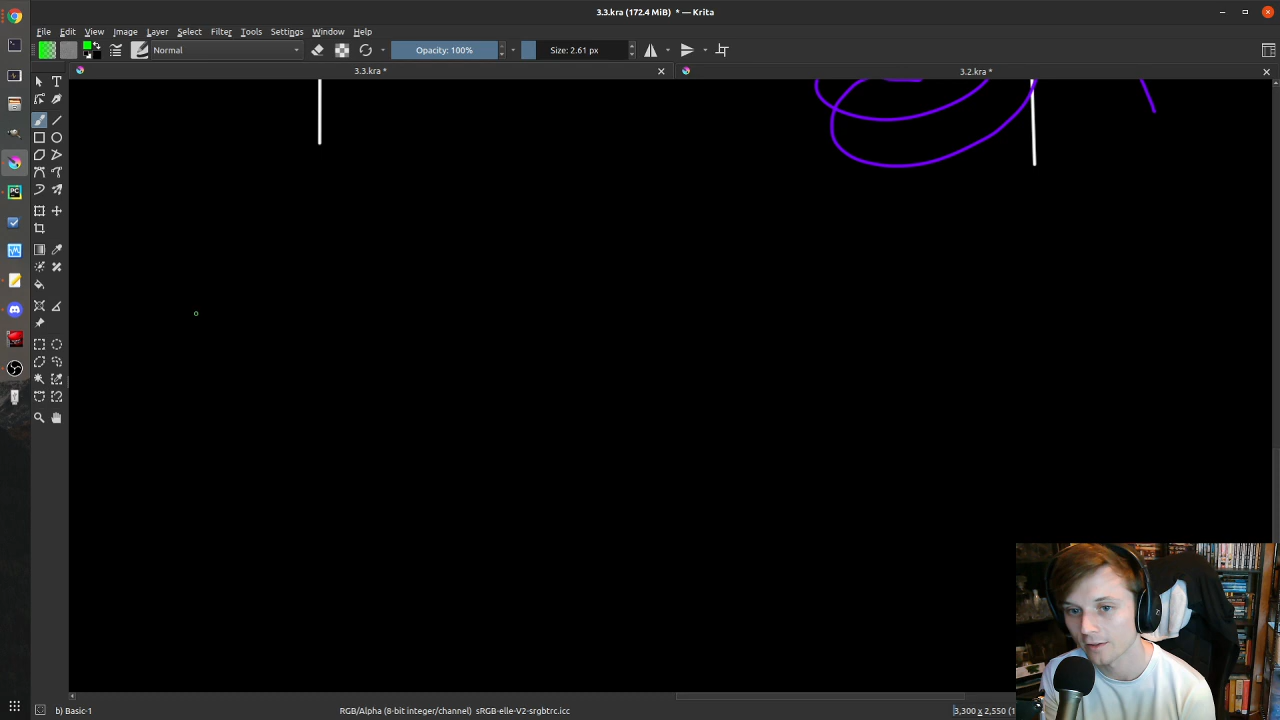 3.3.kra (172.4 MiB) * — Krita
File Edit View Image Layer Select Filter Tools Settings Window Help
Normal Opacity: 100% Size: 2.61 px
3.3.kra * 3.2.kra *
b) Basic-1 RGB/Alpha (8-bit integer/channel) sRGB-elle-V2-srgbtrc.icc 3,300 x 2,550 (1